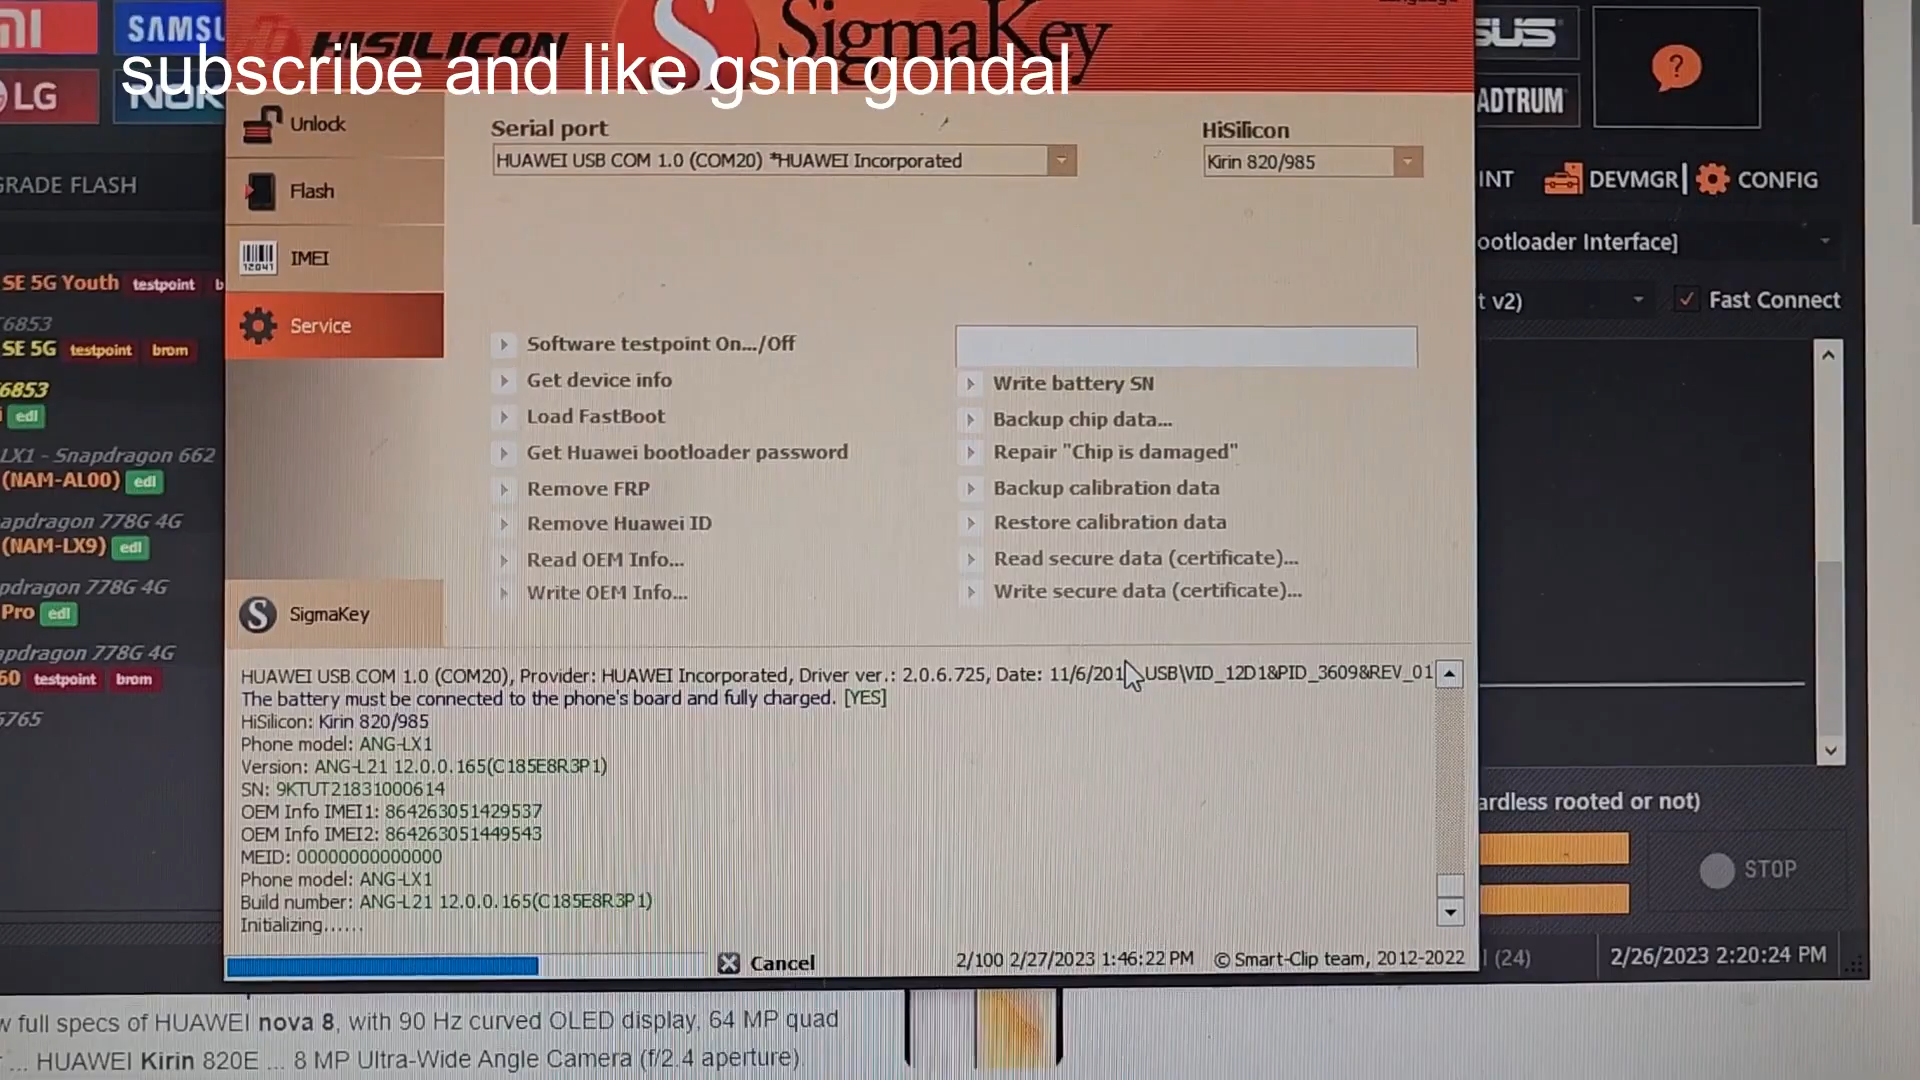 SAMSU
HISILICON
SigmaKey
SUS
subscribe and like gsm gondal
LG
NOK
ADTRUM
?
Unlock
Serial port
HiSilicon
HUAWEI USB COM 1.0 (COM20) *HUAWEI Incorporated
Kirin 820/985
GRADE FLASH
Flash
INT
DEVMGR
CONFIG
IMEI
ootloader Interface]
SE 5G Youth testpoint b
t v2)
Fast Connect
6853
Service
SE 5G testpoint brom
Software testpoint On.../Off
Get device info
Write battery SN
6853
edl
Load FastBoot
Backup chip data...
LX1 - Snapdragon 662
Get Huawei bootloader password
Repair "Chip is damaged"
(NAM-AL00) edl
Remove FRP
Backup calibration data
apdragon 778G 4G
Remove Huawei ID
Restore calibration data
(NAM-LX9) edl
Read OEM Info...
Read secure data (certificate)...
pdragon 778G 4G
Write OEM Info...
Write secure data (certificate)...
Pro edl
SigmaKey
apdragon 778G 4G
60 testpoint brom
6765
HUAWEI USB COM 1.0 (COM20), Provider: HUAWEI Incorporated, Driver ver.: 2.0.6.725, Date: 11/6/201 USB\VID_12D1&PID_3609&REV_01
The battery must be connected to the phone's board and fully charged. [YES]
HiSilicon: Kirin 820/985
Phone model: ANG-LX1
Version: ANG-L21 12.0.0.165(C185E8R3P1)
SN: 9KTUT21831000614
OEM Info IMEI1: 864263051429537
OEM Info IMEI2: 864263051449543
MEID: 00000000000000
Phone model: ANG-LX1
Build number: ANG-L21 12.0.0.165(C185E8R3P1)
Initializing......
ardless rooted or not)
STOP
Cancel
2/100 2/27/2023 1:46:22 PM
© Smart-Clip team, 2012-2022
(24)
2/26/2023 2:20:24 PM
w full specs of HUAWEI nova 8, with 90 Hz curved OLED display, 64 MP quad
... HUAWEI Kirin 820E ... 8 MP Ultra-Wide Angle Camera (f/2.4 aperture).